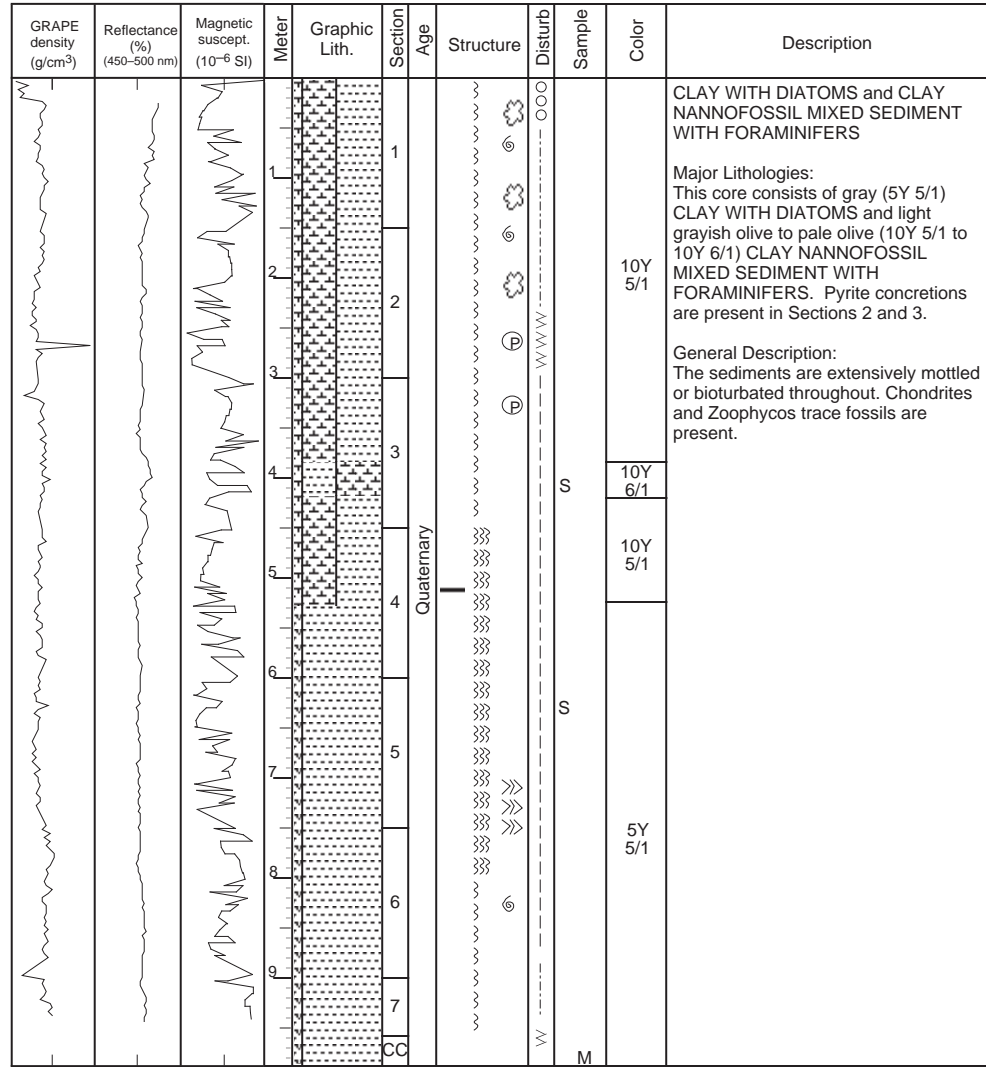 GRAPE
density
(g/cm3)
Reflectance
(%)
(450–500 nm)
Magnetic
suscept.
(10–6 SI)
Meter
Graphic
Lith.
Section
Age
Structure
Disturb
Sample
Color
Description
1
2
3
4
5
6
7
8
9
1
2
3
4
5
6
7
CC
Quaternary
P
P
S
S
M
10Y
5/1
10Y
6/1
10Y
5/1
5Y
5/1
CLAY WITH DIATOMS and CLAY
NANNOFOSSIL MIXED SEDIMENT
WITH FORAMINIFERS
Major Lithologies:
This core consists of gray (5Y 5/1)
CLAY WITH DIATOMS and light
grayish olive to pale olive (10Y 5/1 to
10Y 6/1) CLAY NANNOFOSSIL
MIXED SEDIMENT WITH
FORAMINIFERS.  Pyrite concretions
are present in Sections 2 and 3.
General Description:
The sediments are extensively mottled
or bioturbated throughout. Chondrites
and Zoophycos trace fossils are
present.